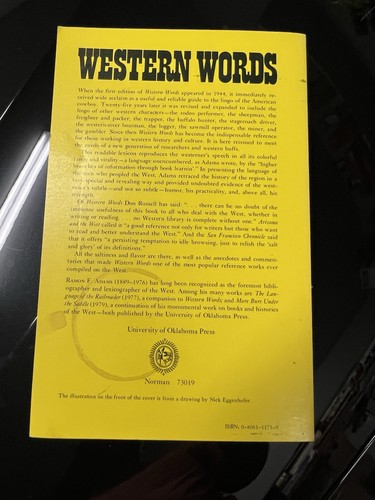 WESTERN WORDS
When the first edition of Western Words appeared in 1944, it immediately re-
ceived wide acclaim as a useful and reliable guide to the lingo of the American
cowboy. Twenty-five years later it was revised and expanded to include the
lingo of other western characters—the rodeo performer, the sheepman, the
freighter and packer, the trapper, the buffalo hunter, the stagecoach driver,
the western-river boatman, the logger, the sawmill operator, the miner, and
the gambler. Since then Western Words has become the indispensable reference
for those working in western history and culture. It is here reissued to meet
the needs of a new generation of researchers and western buffs.
This readable lexicon reproduces the westerner's speech in all its colorful
and vitality—a language unencumbered, as Adams wrote, by the "higher
branches of information through book learnin'." In presenting the language of
the men who peopled the West, Adams retraced the history of the region in a
very special and revealing way and provided undoubted evidence of the west-
erner's subtle—and not so subtle—humor, his practicality, and, above all, his
strength.
Of Western Words Don Russell has said: ". . . there can be no doubt of the
immense usefulness of this book to all who deal with the West, whether in
writing or reading. . . . no Western library is complete without one." Arizona
and the West called it "a good reference not only for writers but those who want
to read and better understand the West." And the San Francisco Chronicle said
that it offers "a persisting temptation to idle browsing, just to relish the 'salt
and glory' of its definitions."
All the saltiness and flavor are there, as well as the anecdotes and commen-
taries that made Western Words one of the most popular reference works ever
compiled on the West.
RAMON F. ADAMS (1889–1976) has long been recognized as the foremost bibli-
ographer and lexicographer of the West. Among his many works are The Lan-
guage of the Railroader (1977), a companion to Western Words; and More Burs Under
the Saddle (1979), a continuation of his monumental work on books and histories
of the West—both published by the University of Oklahoma Press.
University of Oklahoma Press
Norman 73019
The illustration on the front of the cover is from a drawing by Nick Eggenhofer
ISBN: 0-8061-1173-9